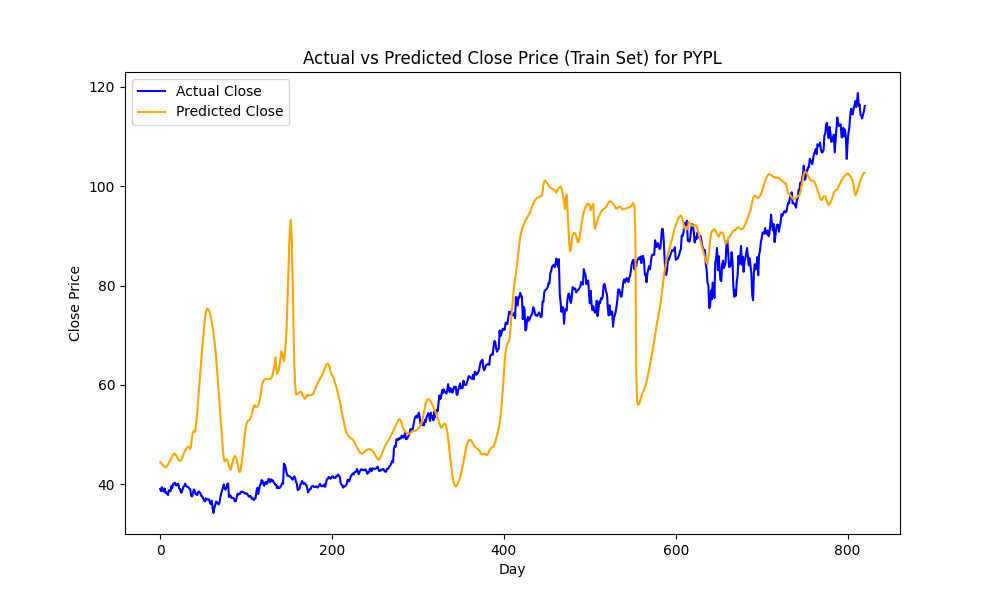 Actual vs Predicted Close Price (Train Set) for PYPL
Actual Close
Predicted Close
120
100
80
60
40
Close Price
0
200
400
600
800
Day